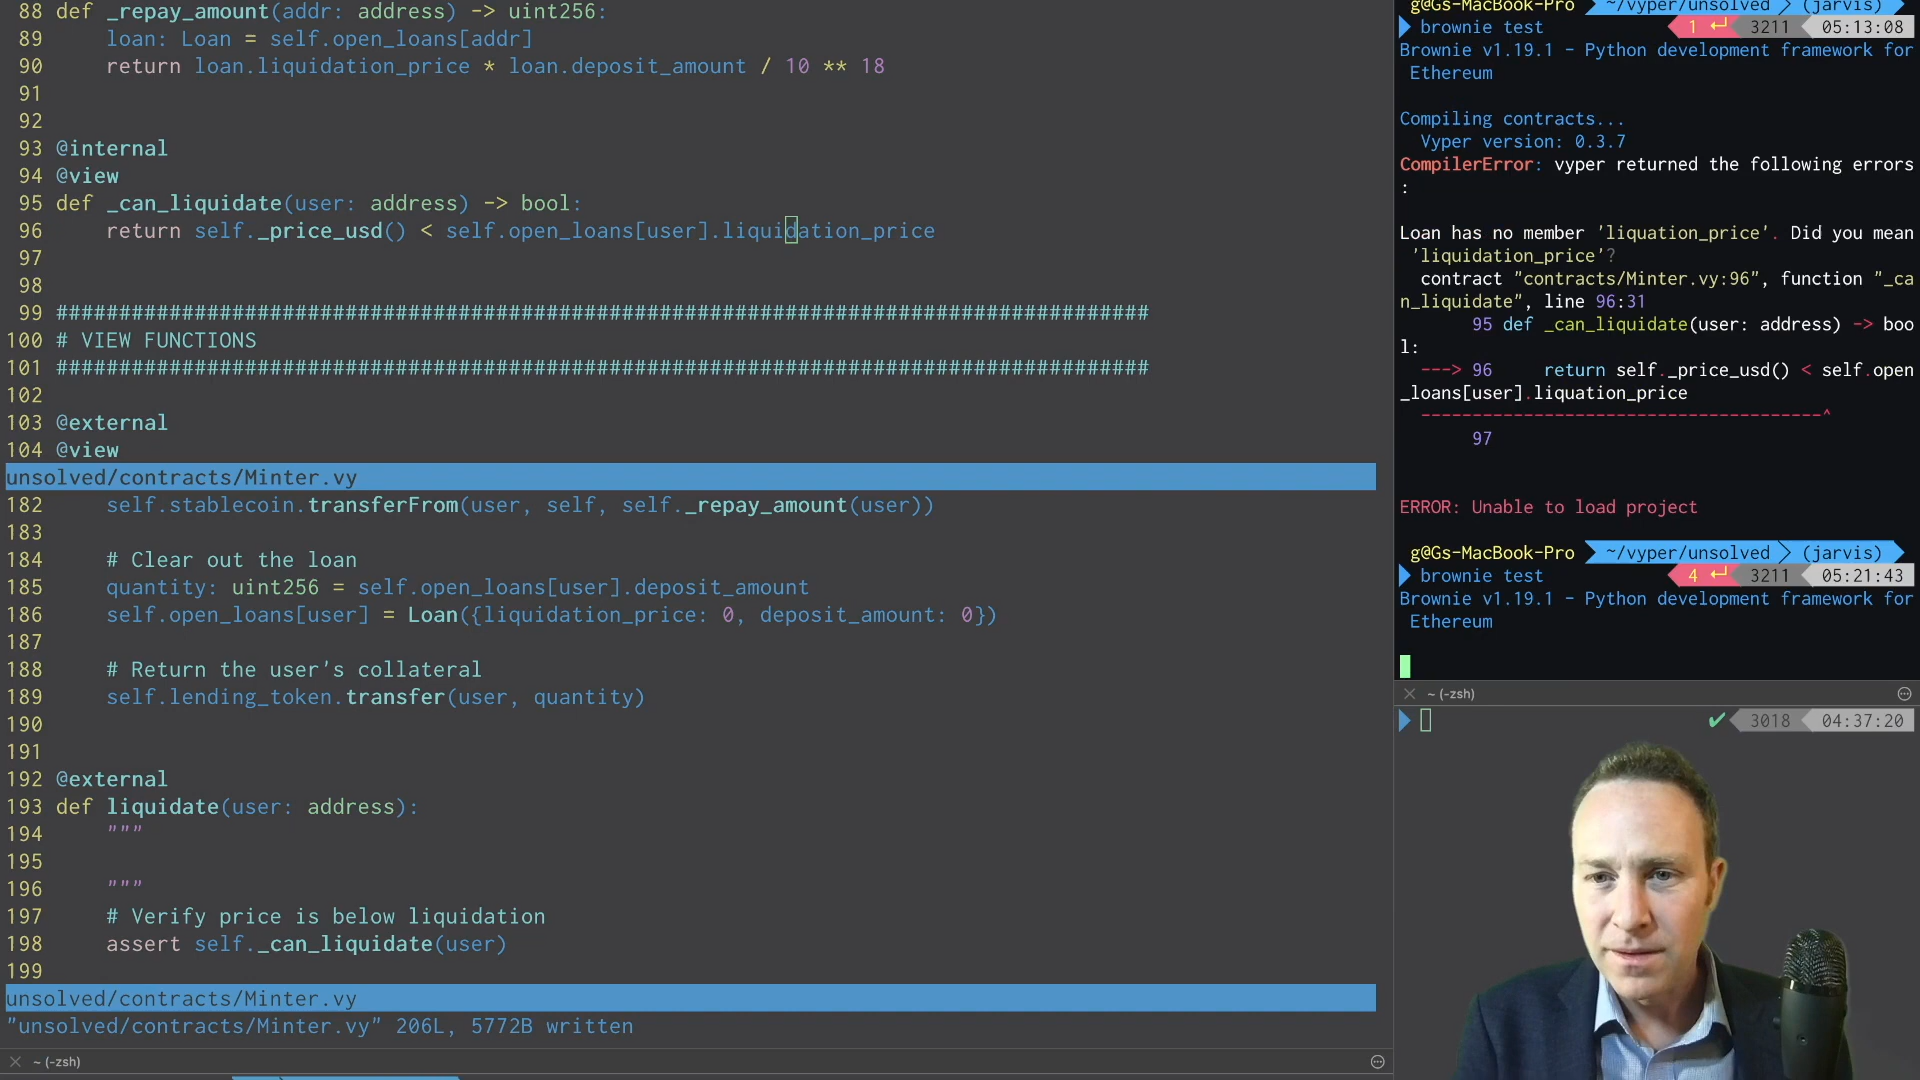 88 def _repay_amount(addr: address) -> uint256:
89     loan: Loan = self.open_loans[addr]
90     return loan.liquidation_price * loan.deposit_amount / 10 ** 18
91
92
93 @internal
94 @view
95 def _can_liquidate(user: address) -> bool:
96     return self._price_usd() < self.open_loans[user].liquidation_price
97
98
99 ################################################################################
100 # VIEW FUNCTIONS
101 ################################################################################
102
103 @external
104 @view
unsolved/contracts/Minter.vy
182     self.stablecoin.transferFrom(user, self, self._repay_amount(user))
183
184     # Clear out the loan
185     quantity: uint256 = self.open_loans[user].deposit_amount
186     self.open_loans[user] = Loan({liquidation_price: 0, deposit_amount: 0})
187
188     # Return the user's collateral
189     self.lending_token.transfer(user, quantity)
190
191
192 @external
193 def liquidate(user: address):
194     """
195
196     """
197     # Verify price is below liquidation
198     assert self._can_liquidate(user)
199
unsolved/contracts/Minter.vy
"unsolved/contracts/Minter.vy" 206L, 5772B written
~ (-zsh)
g@Gs-MacBook-Pro ~/vyper/unsolved (jarvis)
brownie test 1 ↵ 3211 05:13:08
Brownie v1.19.1 - Python development framework for
Ethereum
Compiling contracts...
Vyper version: 0.3.7
CompilerError: vyper returned the following errors
:
Loan has no member 'liquation_price'. Did you mean
'liquidation_price'?
contract "contracts/Minter.vy:96", function "_ca
n_liquidate", line 96:31
95 def _can_liquidate(user: address) -> boo
l:
---> 96     return self._price_usd() < self.open
_loans[user].liquation_price
---------------------------------------^
97
ERROR: Unable to load project
g@Gs-MacBook-Pro ~/vyper/unsolved (jarvis)
brownie test 4 ↵ 3211 05:21:43
Brownie v1.19.1 - Python development framework for
Ethereum
~ (-zsh)
✔ 3018 04:37:20